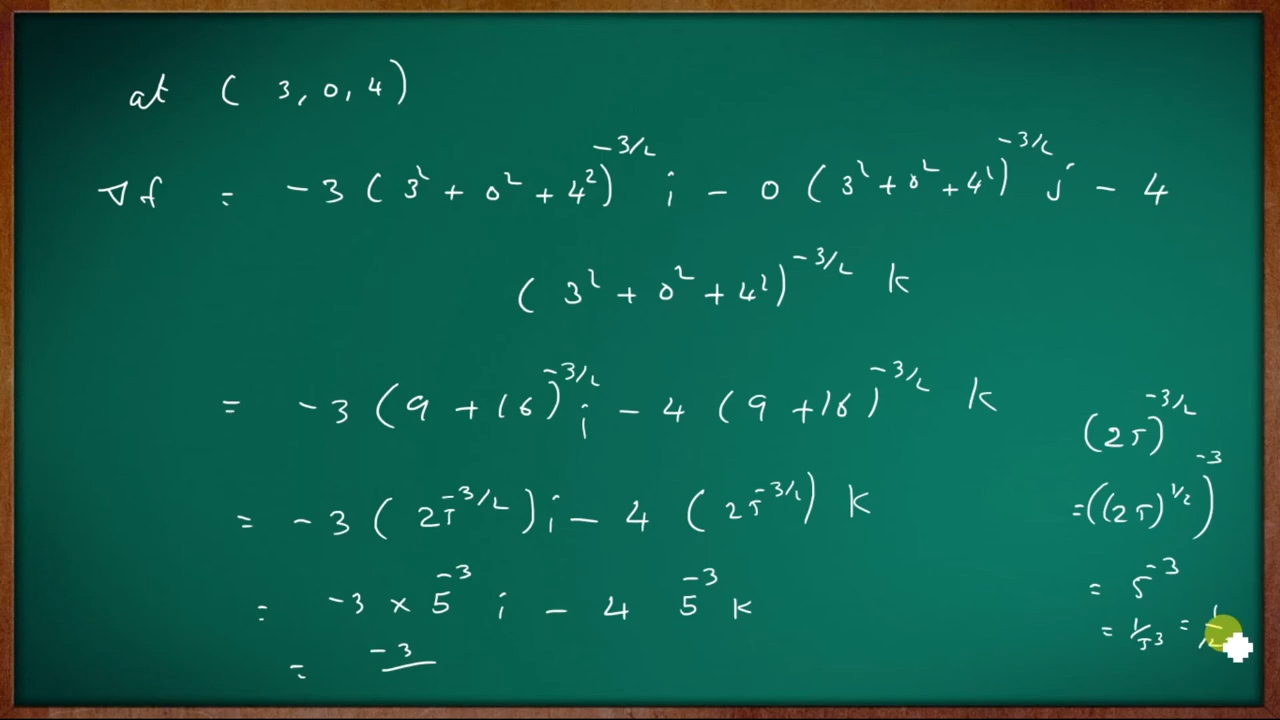 at ( 3, 0, 4)
∇f = -3 ( 3² + 0² + 4²)^{-3/2} i - 0 (3² + 0² + 4²)^{-3/2} j - 4
( 3² + 0² + 4²)^{-3/2} k
= -3 (9 + 16)^{-3/2} i - 4 (9 + 16)^{-3/2} k
= -3 ( 25^{-3/2} ) i - 4 ( 25^{-3/2} ) k
= -3 × 5^{-3} i - 4 5^{-3} k
= -3
(25)^{-3/2}
= ((25)^{1/2})^{-3}
= 5^{-3}
= 1/5³ = 1